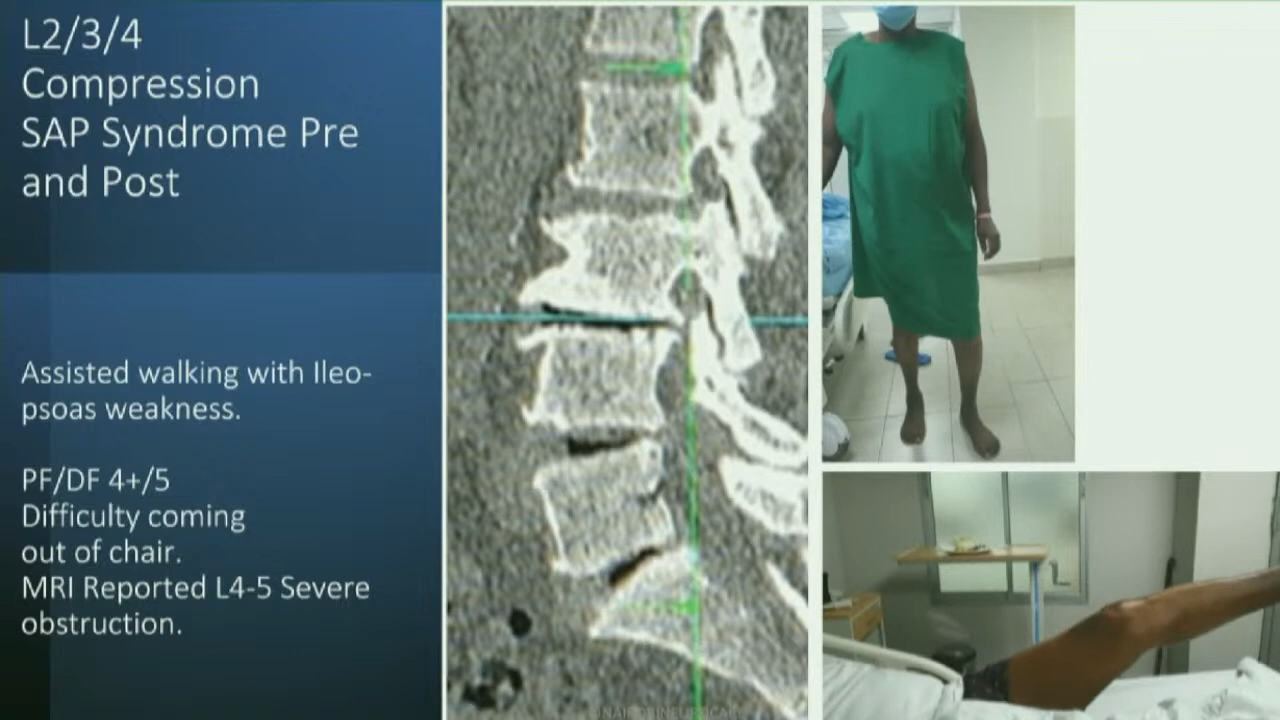 L2/3/4
Compression
SAP Syndrome Pre
and Post
Assisted walking with Ileo-
psoas weakness.
PF/DF 4+/5
Difficulty coming
out of chair.
MRI Reported L4-5 Severe
obstruction.